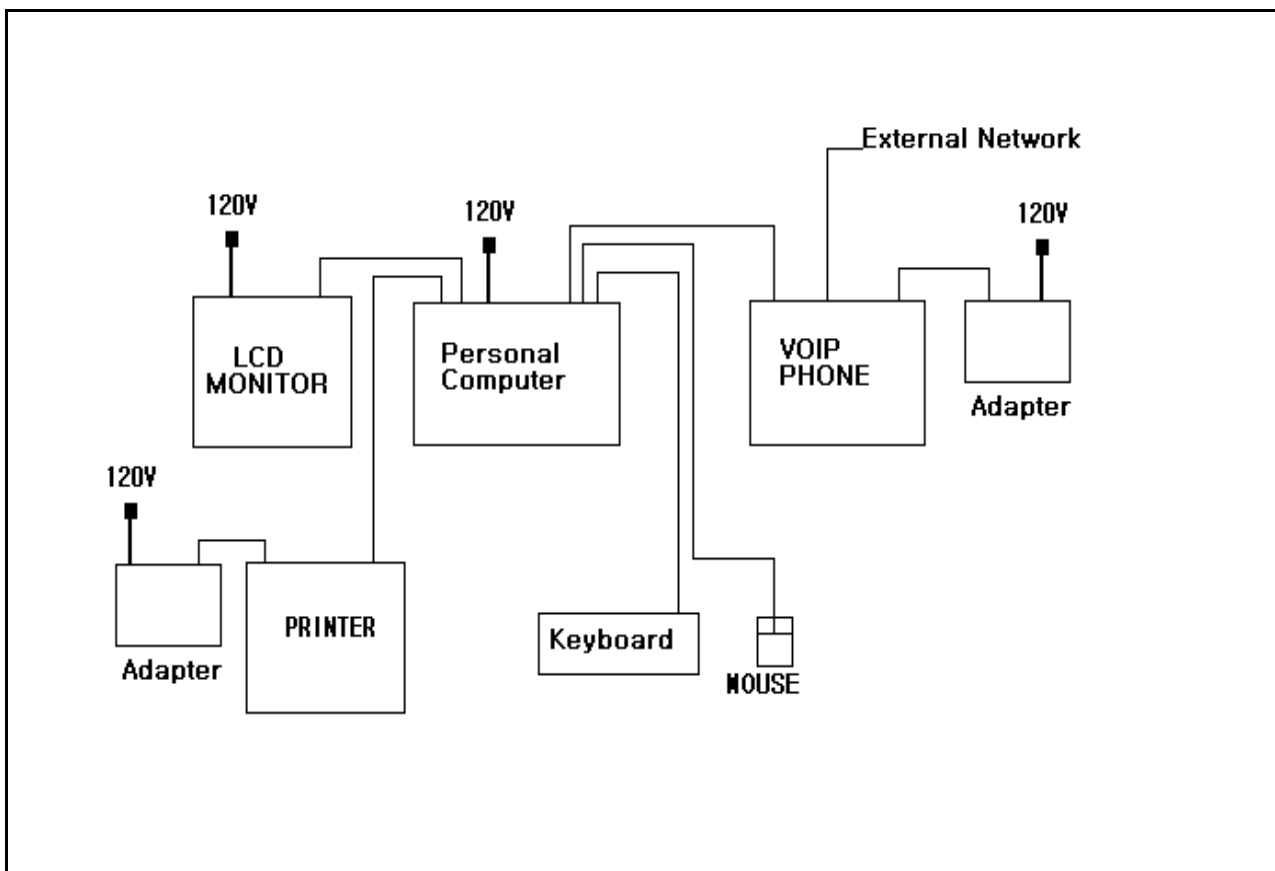 External Network
120V
120V
120V
LCD
MONITOR
Personal
Computer
VOIP
PHONE
Adapter
120V
PRINTER
Adapter
Keyboard
MOUSE